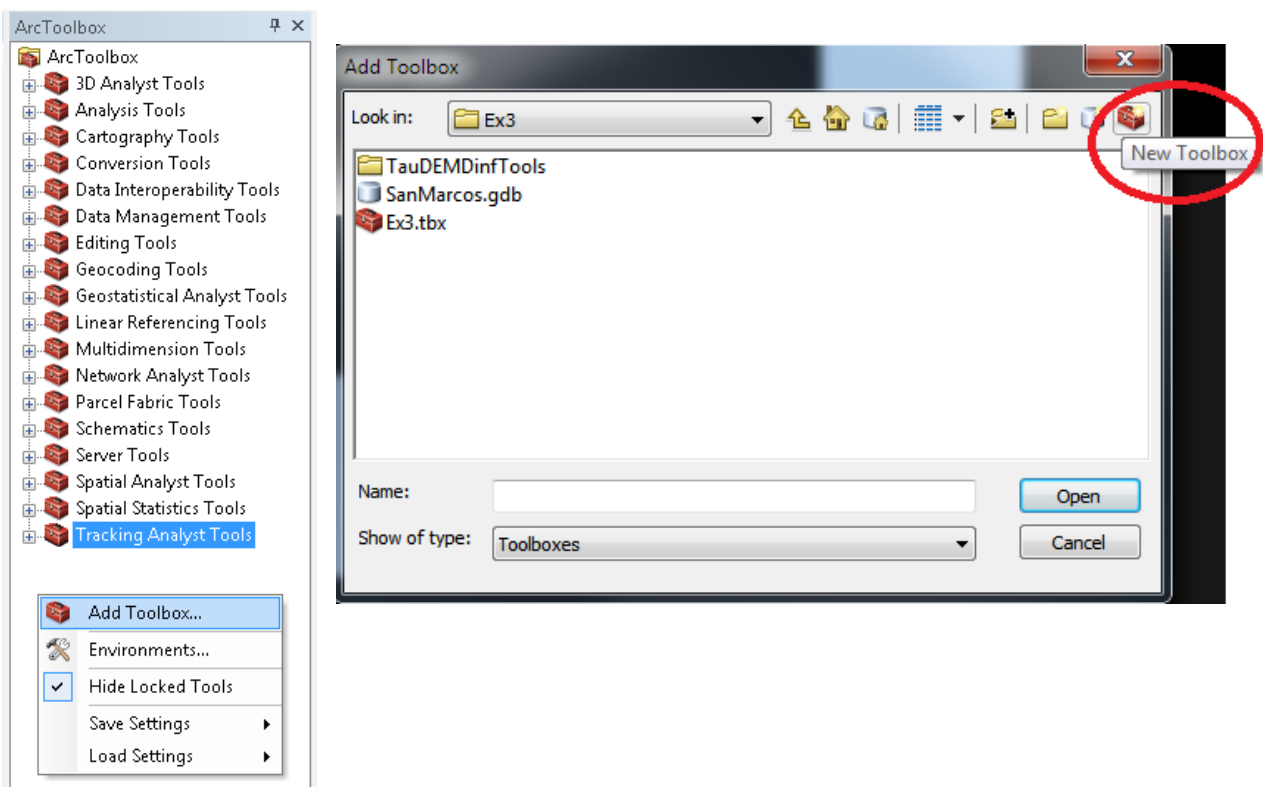 ArcToolbox
ArcToolbox
3D Analyst Tools
Analysis Tools
Cartography Tools
Conversion Tools
Data Interoperability Tools
Data Management Tools
Editing Tools
Geocoding Tools
Geostatistical Analyst Tools
Linear Referencing Tools
Multidimension Tools
Network Analyst Tools
Parcel Fabric Tools
Schematics Tools
Server Tools
Spatial Analyst Tools
Spatial Statistics Tools
Tracking Analyst Tools
Add Toolbox...
Environments...
Hide Locked Tools
Save Settings
Load Settings
Add Toolbox
Look in: Ex3
New Toolbox
TauDEMDinfTools
SanMarcos.gdb
Ex3.tbx
Name:
Open
Show of type: Toolboxes
Cancel